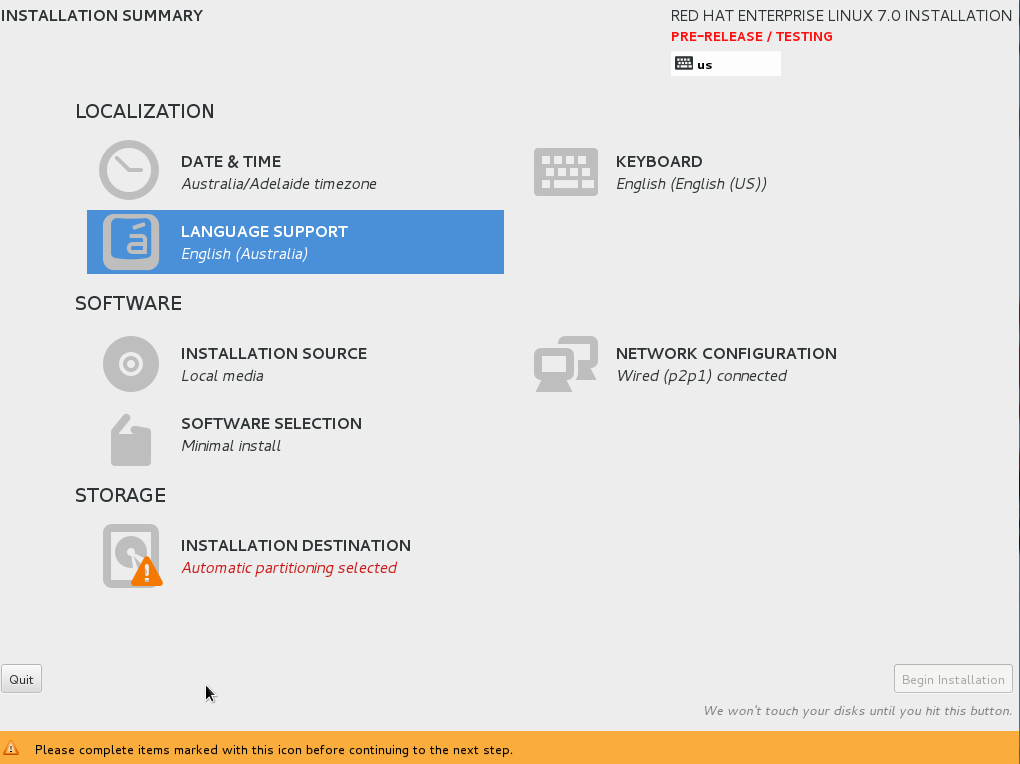 INSTALLATION SUMMARY
RED HAT ENTERPRISE LINUX 7.0 INSTALLATION
PRE-RELEASE / TESTING
us
LOCALIZATION
DATE & TIME
Australia/Adelaide timezone
KEYBOARD
English (English (US))
LANGUAGE SUPPORT
English (Australia)
SOFTWARE
INSTALLATION SOURCE
Local media
NETWORK CONFIGURATION
Wired (p2p1) connected
SOFTWARE SELECTION
Minimal install
STORAGE
INSTALLATION DESTINATION
Automatic partitioning selected
Quit
Begin Installation
We won't touch your disks until you hit this button.
Please complete items marked with this icon before continuing to the next step.